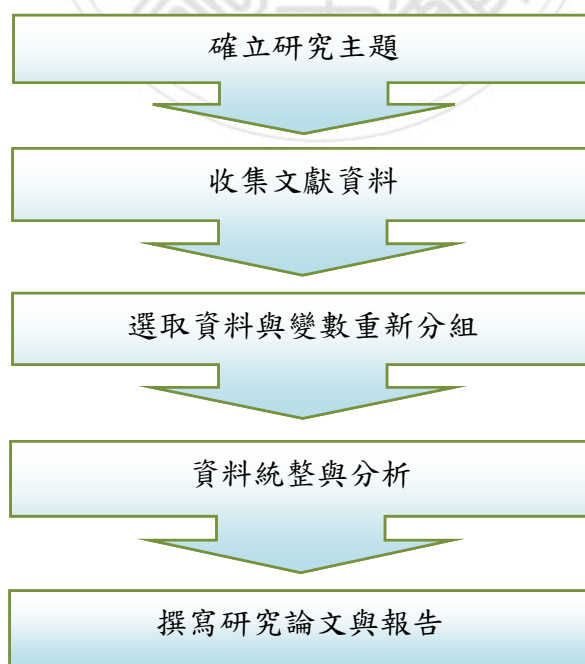 確立研究主題
收集文獻資料
選取資料與變數重新分組
資料統整與分析
撰寫研究論文與報告